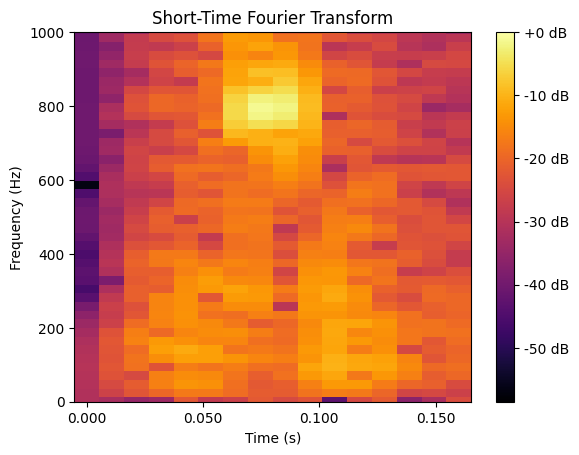 Short-Time Fourier Transform
1000
800
600
400
200
0
Frequency (Hz)
0.000
0.050
0.100
0.150
Time (s)
+0 dB
-10 dB
-20 dB
-30 dB
-40 dB
-50 dB